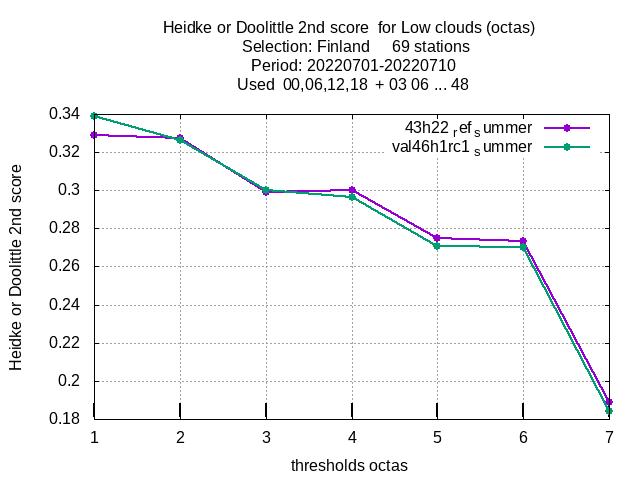 Heidke or Doolittle 2nd score  for Low clouds (octas)
Selection: Finland     69 stations
Period: 20220701-20220710
Used  00,06,12,18  + 03 06 ... 48
43h22 ref summer
val46h1rc1 summer
Heidke or Doolittle 2nd score
0.34
0.32
0.3
0.28
0.26
0.24
0.22
0.2
0.18
1 2 3 4 5 6 7
thresholds octas